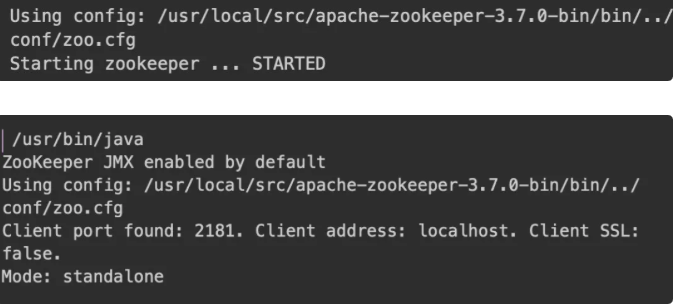 Using config: /usr/local/src/apache-zookeeper-3.7.0-bin/bin/../
conf/zoo.cfg
Starting zookeeper ... STARTED
/usr/bin/java
ZooKeeper JMX enabled by default
Using config: /usr/local/src/apache-zookeeper-3.7.0-bin/bin/../
conf/zoo.cfg
Client port found: 2181. Client address: localhost. Client SSL:
false.
Mode: standalone